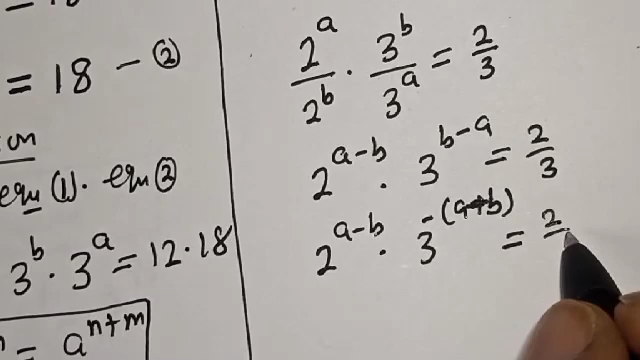 = 18 — ②
eqn (1) · eqn ②
3^b · 3^a = 12 · 18
= a^{n+m}
2^a/2^b · 3^b/3^a = 2/3
2^{a-b} · 3^{b-a} = 2/3
2^{a-b} · 3^{-(a-b)} = 2/